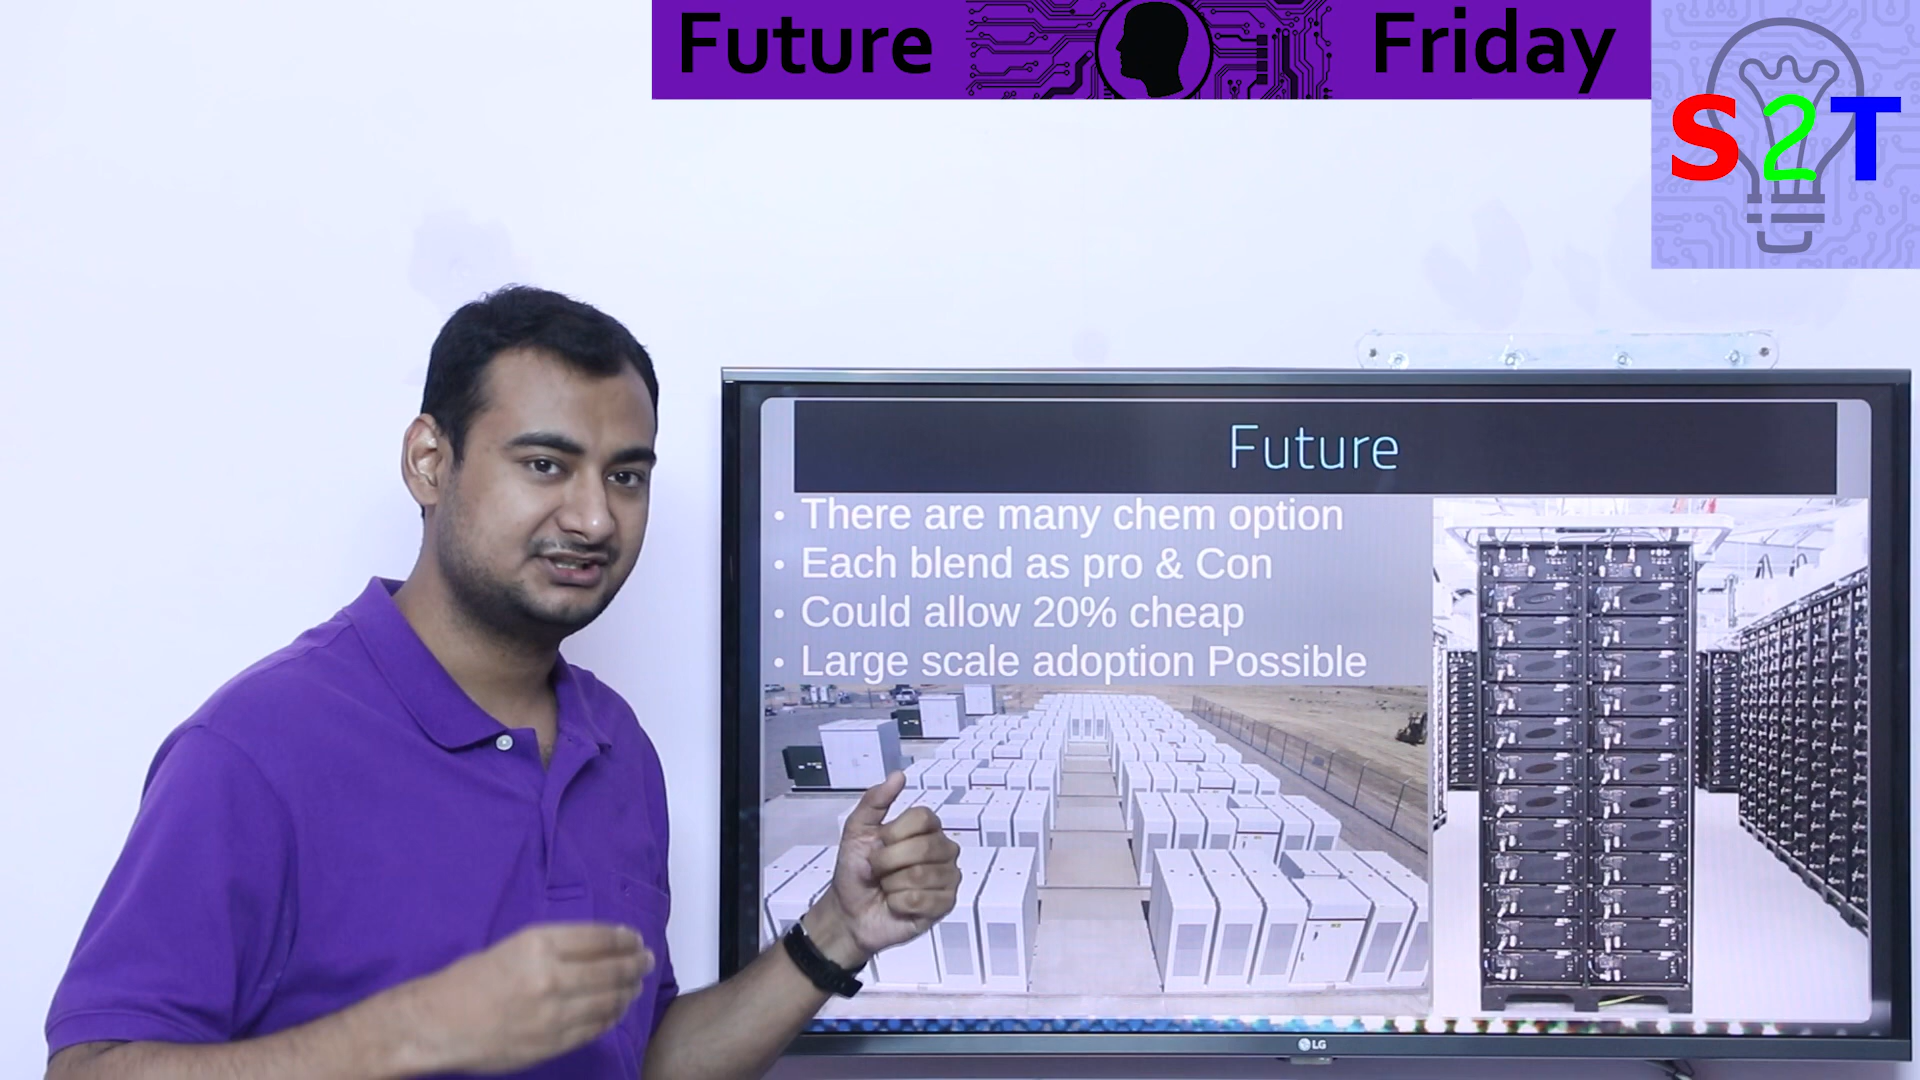 Future Friday
S2T
Future
• There are many chem option
• Each blend as pro & Con
• Could allow 20% cheap
• Large scale adoption Possible
LG